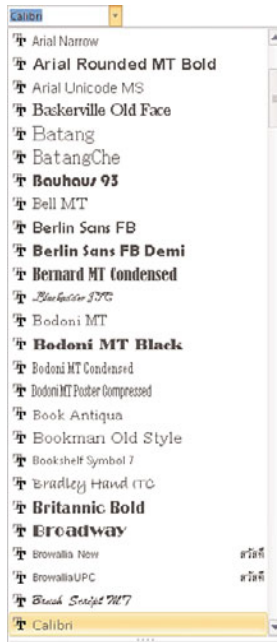 Calibri
Arial Narrow
Arial Rounded MT Bold
Arial Unicode MS
Baskerville Old Face
Batang
BatangChe
Bauhaus 93
Bell MT
Berlin Sans FB
Berlin Sans FB Demi
Bernard MT Condensed
Blackadder ITC
Bodoni MT
Bodoni MT Black
Bodoni MT Condensed
Bodoni MT Poster Compressed
Book Antiqua
Bookman Old Style
Bookshelf Symbol 7
Bradley Hand ITC
Britannic Bold
Broadway
Browallia New สวัสดี
BrowalliaUPC สวัสดี
Brush Script MT
Calibri